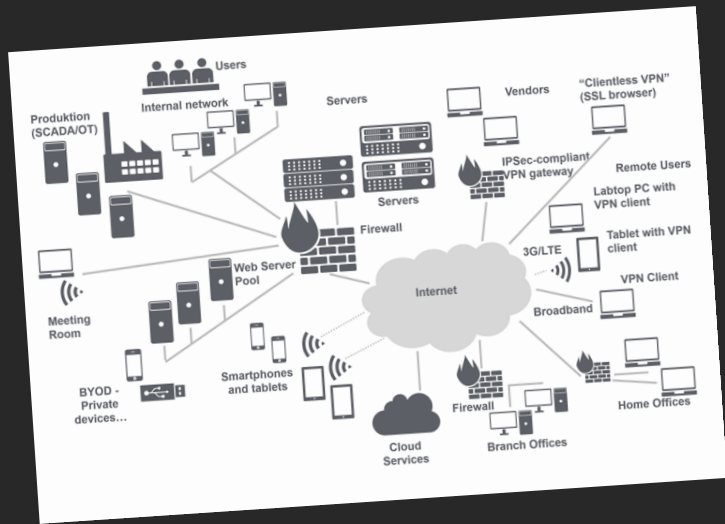 Users
Internal network
Produktion
(SCADA/OT)
Servers
Vendors
“Clientless VPN”
(SSL browser)
IPSec-compliant
VPN gateway
Remote Users
Labtop PC with
VPN client
Servers
Firewall
Tablet with VPN
client
3G/LTE
Web Server
Pool
Internet
VPN Client
Broadband
Meeting
Room
Smartphones
and tablets
BYOD -
Private
devices...
Firewall
Home Offices
Branch Offices
Cloud
Services